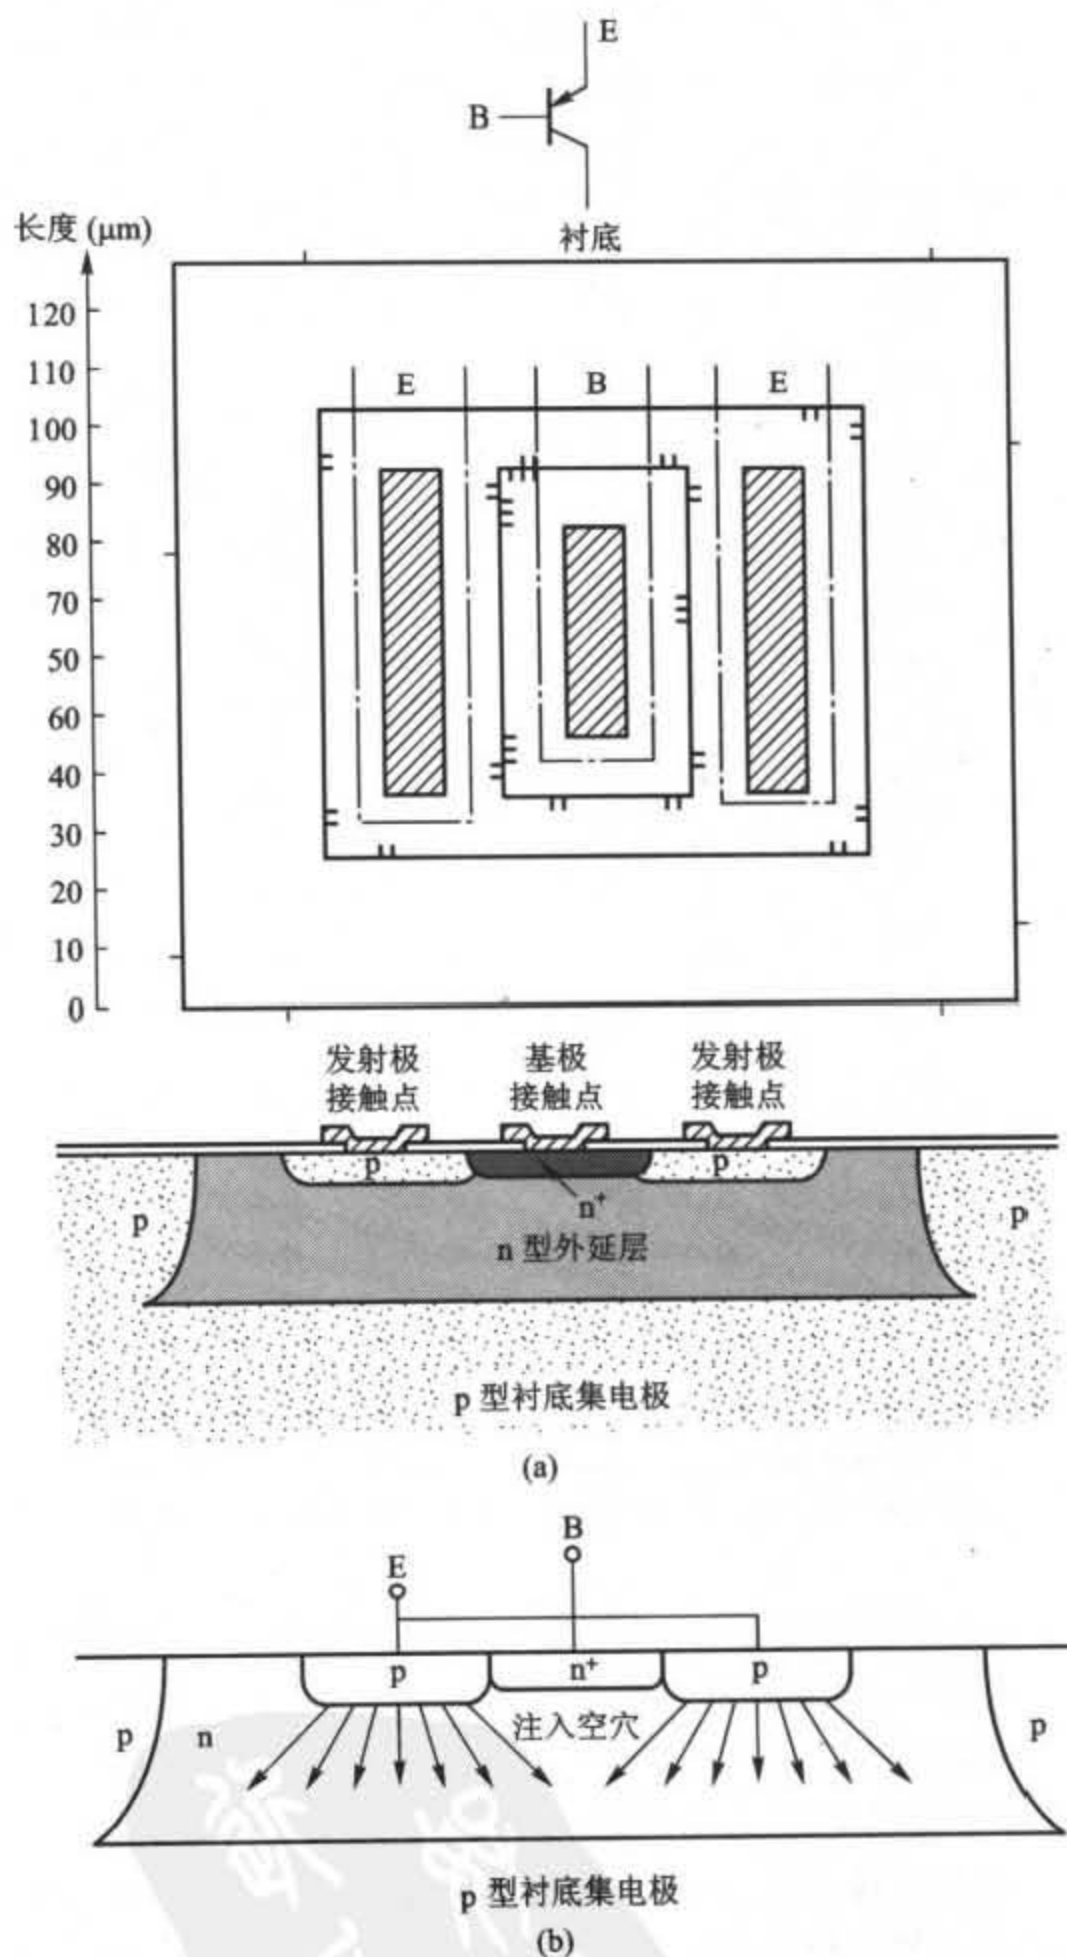 E
B
衬底
长度 (μm)
120
110
100
90
80
70
50
60
40
30
20
10
0
E B E
发射极 基极 发射极
接触点 接触点 接触点
p p
n⁺
p p
n 型外延层
p 型衬底集电极
(a)
B
E
p n⁺ p
注入空穴
p n p
p 型衬底集电极
(b)